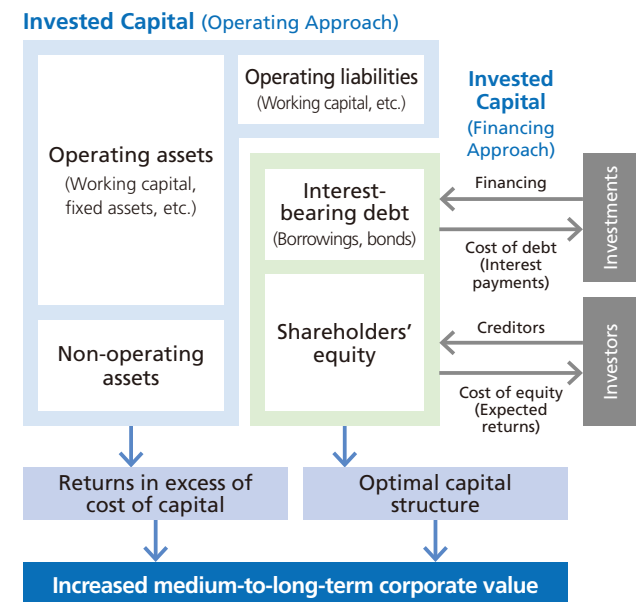 Invested Capital (Operating Approach)
Operating assets
(Working capital,
fixed assets, etc.)
Non-operating
assets
Operating liabilities
(Working capital, etc.)
Interest-
bearing debt
(Borrowings, bonds)
Shareholders’
equity
Invested
Capital
(Financing
Approach)
Financing
Cost of debt
(Interest
payments)
Investments
Creditors
Cost of equity
(Expected
returns)
Investors
Returns in excess of
cost of capital
Optimal capital
structure
Increased medium-to-long-term corporate value